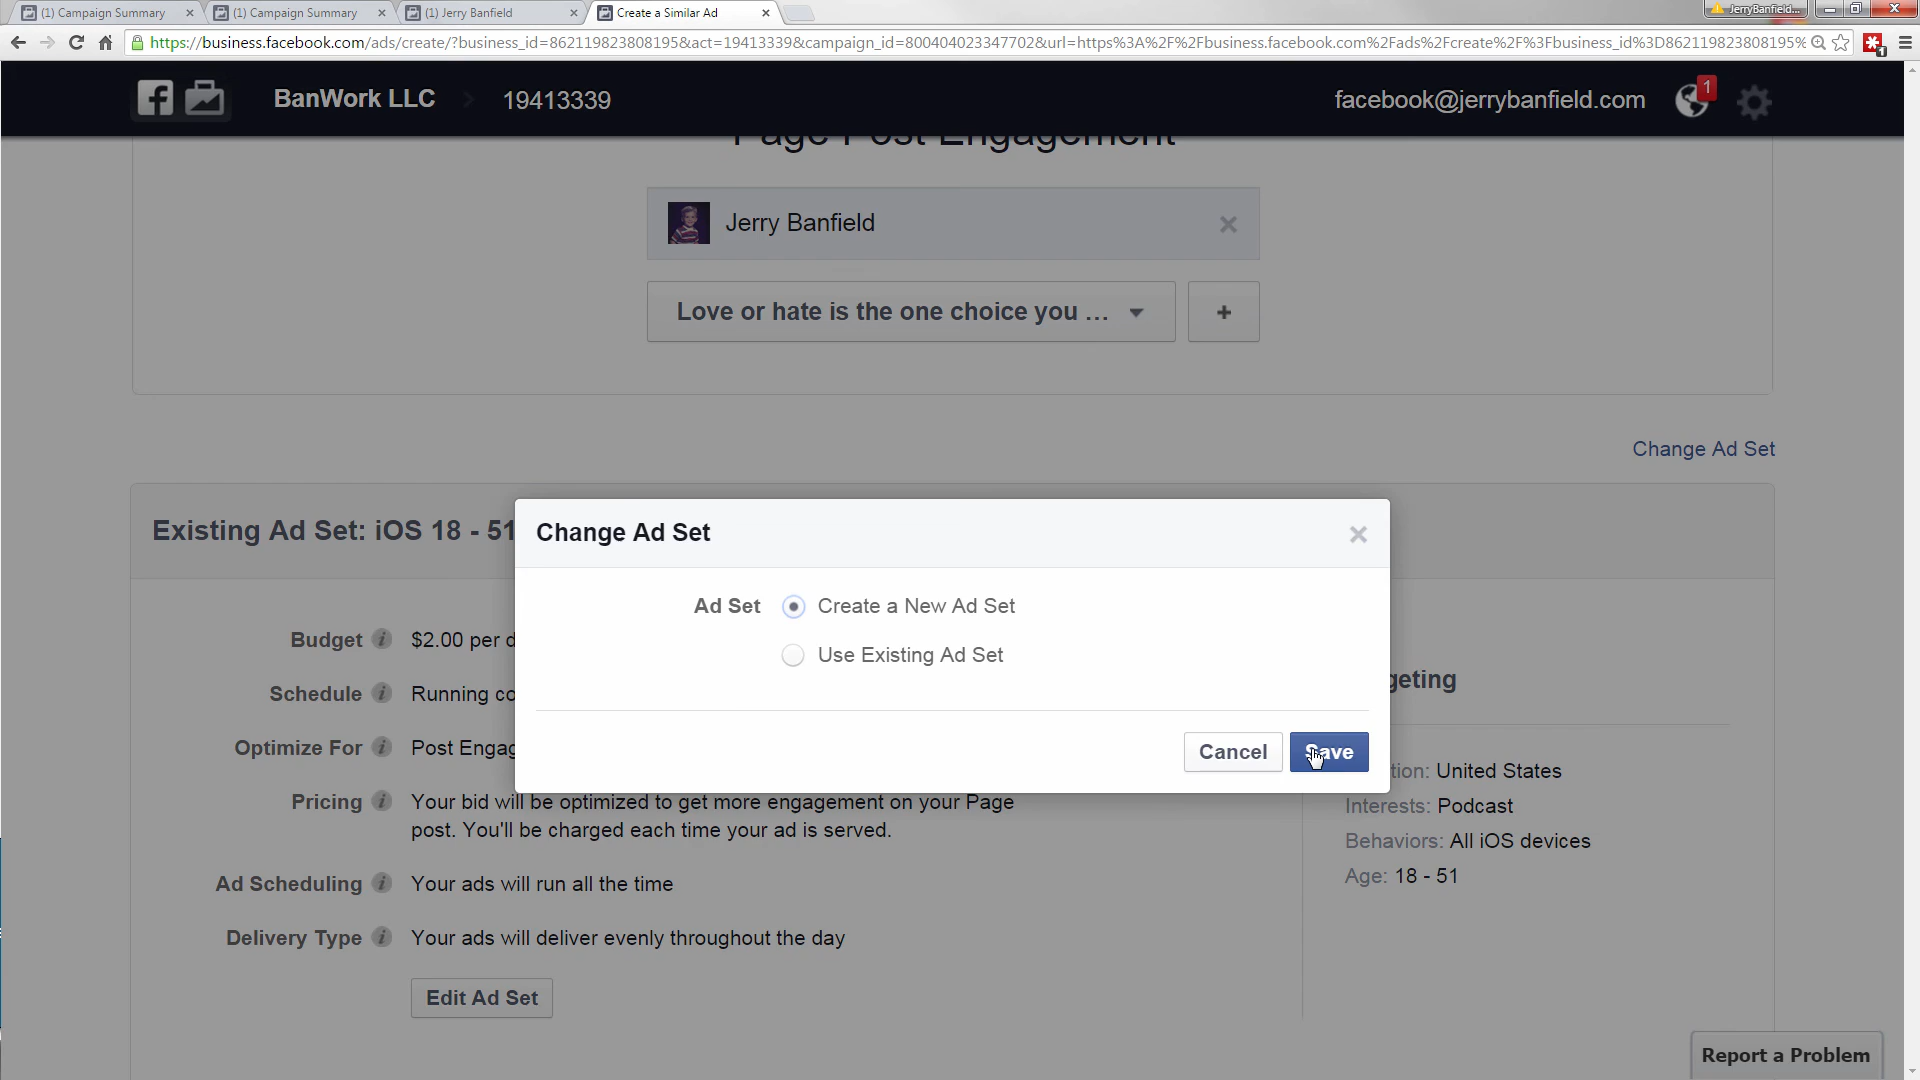 (1) Campaign Summary
(1) Campaign Summary
(1) Jerry Banfield
Create a Similar Ad
JerryBanfield...
https://business.facebook.com/ads/create/?business_id=862119823808195&act=19413339&campaign_id=800404023347702&url=https%3A%2F%2Fbusiness.facebook.com%2Fads%2Fcreate%2F%3Fbusiness_id%3D862119823808195%
1
BanWork LLC
19413339
facebook@jerrybanfield.com
1
Page Post Engagement
Jerry Banfield
Love or hate is the one choice you ...
+
Change Ad Set
Existing Ad Set: iOS 18 - 51
Change Ad Set
Ad Set
Create a New Ad Set
Use Existing Ad Set
Cancel
Save
Budget
$2.00 per d
Schedule
Running co
Optimize For
Post Engag
Pricing
Your bid will be optimized to get more engagement on your Page
post. You'll be charged each time your ad is served.
Ad Scheduling
Your ads will run all the time
Delivery Type
Your ads will deliver evenly throughout the day
Edit Ad Set
geting
tion: United States
Interests: Podcast
Behaviors: All iOS devices
Age: 18 - 51
Report a Problem